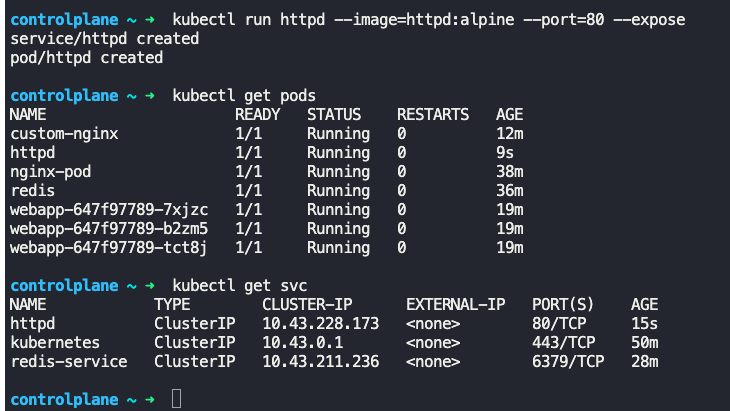 controlplane ~ ➜  kubectl run httpd --image=httpd:alpine --port=80 --expose
service/httpd created
pod/httpd created
controlplane ~ ➜  kubectl get pods
NAME                      READY   STATUS    RESTARTS   AGE
custom-nginx              1/1     Running   0          12m
httpd                     1/1     Running   0          9s
nginx-pod                 1/1     Running   0          38m
redis                     1/1     Running   0          36m
webapp-647f97789-7xjzc    1/1     Running   0          19m
webapp-647f97789-b2zm5    1/1     Running   0          19m
webapp-647f97789-tct8j    1/1     Running   0          19m
controlplane ~ ➜  kubectl get svc
NAME            TYPE        CLUSTER-IP      EXTERNAL-IP   PORT(S)    AGE
httpd           ClusterIP   10.43.228.173   <none>        80/TCP     15s
kubernetes      ClusterIP   10.43.0.1       <none>        443/TCP    50m
redis-service   ClusterIP   10.43.211.236   <none>        6379/TCP   28m
controlplane ~ ➜